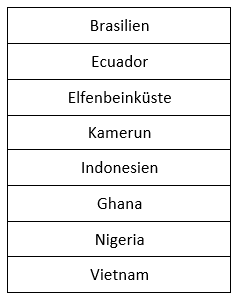 Brasilien
Ecuador
Elfenbeinküste
Kamerun
Indonesien
Ghana
Nigeria
Vietnam